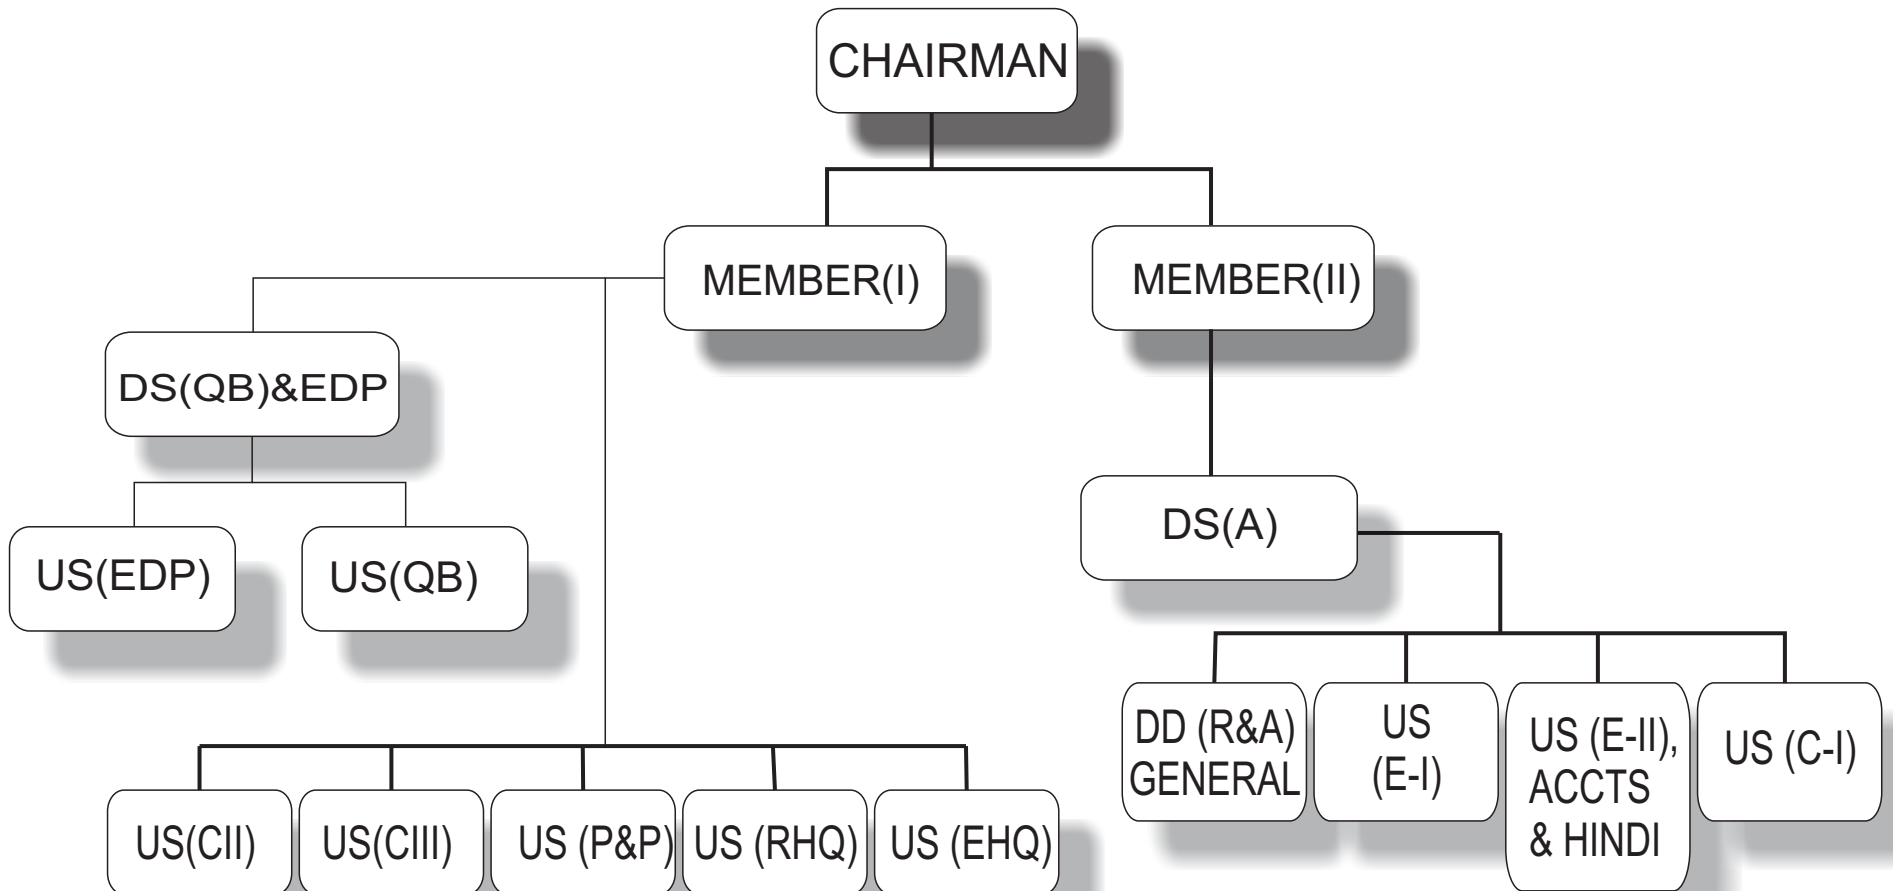 CHAIRMAN
MEMBER(I)
MEMBER(II)
DS(QB)&EDP
DS(A)
US(EDP)
US(QB)
DD (R&A)
GENERAL
US
(E-I)
US (E-II),
ACCTS
& HINDI
US (C-I)
US(CII)
US(CIII)
US (P&P)
US (RHQ)
US (EHQ)